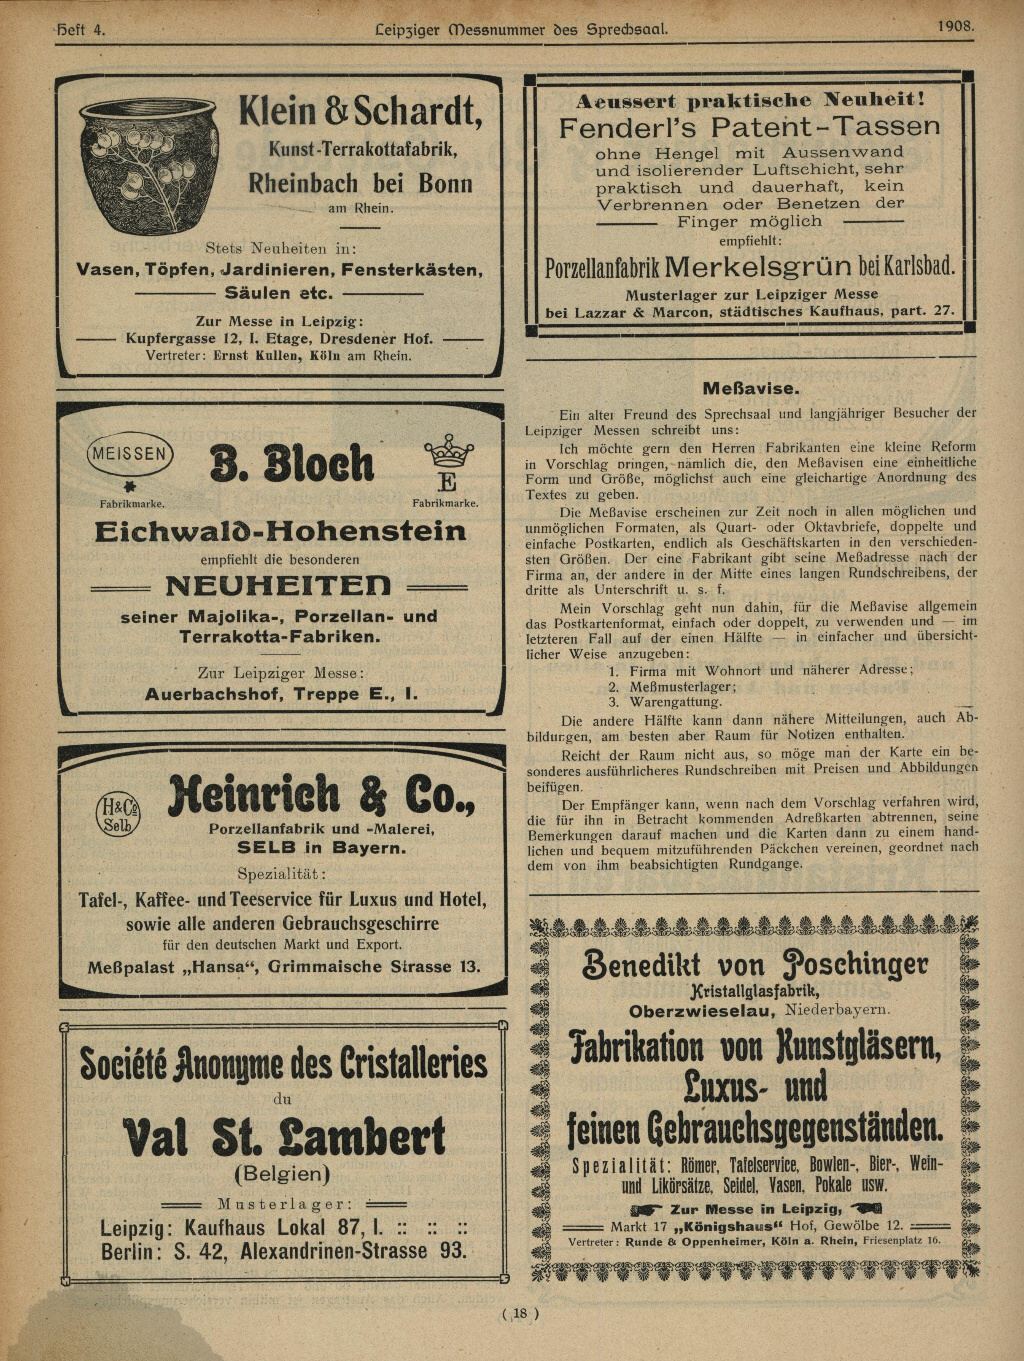 Heft 4.
Leipziger Messnummer des Sprechsaal.
1908.
Klein & Schardt,
Kunst-Terrakottafabrik,
Rheinbach bei Bonn
am Rhein.
Stets Neuheiten in:
Vasen, Töpfen, Jardinieren, Fensterkästen,
Säulen etc.
Zur Messe in Leipzig:
Kupfergasse 12, I. Etage, Dresdener Hof.
Vertreter: Ernst Kullen, Köln am Rhein.
MEISSEN
Fabrikmarke.
B. Bloch
E
Fabrikmarke.
Eichwald-Hohenstein
empfiehlt die besonderen
NEUHEITEN
seiner Majolika-, Porzellan- und
Terrakotta-Fabriken.
Zur Leipziger Messe:
Auerbachshof, Treppe E., I.
H&Co
Selb
Heinrich & Co.,
Porzellanfabrik und -Malerei,
SELB in Bayern.
Spezialität:
Tafel-, Kaffee- und Teeservice für Luxus und Hotel,
sowie alle anderen Gebrauchsgeschirre
für den deutschen Markt und Export.
Meßpalast „Hansa“, Grimmaische Strasse 13.
Société Anonyme des Cristalleries
du
Val St. Lambert
(Belgien)
Musterlager:
Leipzig: Kaufhaus Lokal 87, I. :: :: ::
Berlin: S. 42, Alexandrinen-Strasse 93.
Aeussert praktische Neuheit!
Fenderl's Patent-Tassen
ohne Hengel mit Aussenwand
und isolierender Luftschicht, sehr
praktisch und dauerhaft, kein
Verbrennen oder Benetzen der
Finger möglich
empfiehlt:
Porzellanfabrik Merkelsgrün bei Karlsbad.
Musterlager zur Leipziger Messe
bei Lazzar & Marcon, städtisches Kaufhaus, part. 27.
Meßavise.
Ein alter Freund des Sprechsaal und langjähriger Besucher der
Leipziger Messen schreibt uns:
Ich möchte gern den Herren Fabrikanten eine kleine Reform
in Vorschlag bringen, nämlich die, den Meßavisen eine einheitliche
Form und Größe, möglichst auch eine gleichartige Anordnung des
Textes zu geben.
Die Meßavise erscheinen zur Zeit noch in allen möglichen und
unmöglichen Formaten, als Quart- oder Oktavbriefe, doppelte und
einfache Postkarten, endlich als Geschäftskarten in den verschieden-
sten Größen. Der eine Fabrikant gibt seine Meßadresse nach der
Firma an, der andere in der Mitte eines langen Rundschreibens, der
dritte als Unterschrift u. s. f.
Mein Vorschlag geht nun dahin, für die Meßavise allgemein
das Postkartenformat, einfach oder doppelt, zu verwenden und — im
letzteren Fall auf der einen Hälfte — in einfacher und übersicht-
licher Weise anzugeben:
1. Firma mit Wohnort und näherer Adresse;
2. Meßmusterlager;
3. Warengattung.
Die andere Hälfte kann dann nähere Mitteilungen, auch Ab-
bildungen, am besten aber Raum für Notizen enthalten.
Reicht der Raum nicht aus, so möge man der Karte ein be-
sonderes ausführlicheres Rundschreiben mit Preisen und Abbildungen
beifügen.
Der Empfänger kann, wenn nach dem Vorschlag verfahren wird,
die für ihn in Betracht kommenden Adreßkarten abtrennen, seine
Bemerkungen darauf machen und die Karten dann zu einem hand-
lichen und bequem mitzuführenden Päckchen vereinen, geordnet nach
dem von ihm beabsichtigten Rundgange.
Benedikt von Poschinger
Kristallglasfabrik,
Oberzwieselau, Niederbayern.
Fabrikation von Kunstgläsern,
Luxus- und
feinen Gebrauchsgegenständen.
Spezialität: Römer, Tafelservice, Bowlen-, Bier-, Wein-
und Likörsätze, Seidel, Vasen, Pokale usw.
Zur Messe in Leipzig,
Markt 17 „Königshaus“ Hof, Gewölbe 12.
Vertreter: Runde & Oppenheimer, Köln a. Rhein, Friesenplatz 16.
( 18 )